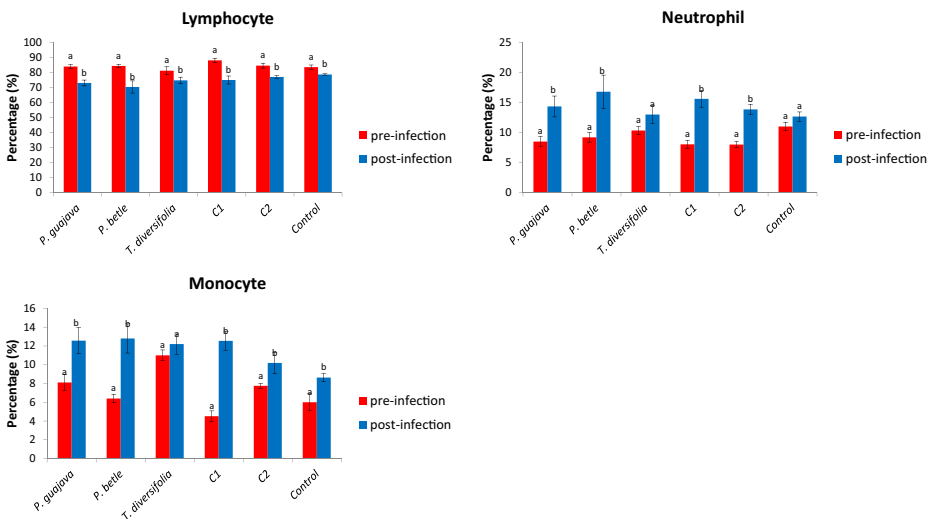 Lymphocyte
Percentage (%)
100
90
80
70
60
50
40
30
20
10
0
a b a b a b a b a b a b
P. guajava P. betle T. diversifolia C1 C2 Control
pre-infection
post-infection
Neutrophil
Percentage (%)
25
20
15
10
5
0
a b a b a a a b a b a a
P. guajava P. betle T. diversifolia C1 C2 Control
pre-infection
post-infection
Monocyte
Percentage (%)
16
14
12
10
8
6
4
2
0
a b a b a a a b a b a b
P. guajava P. betle T. diversifolia C1 C2 Control
pre-infection
post-infection